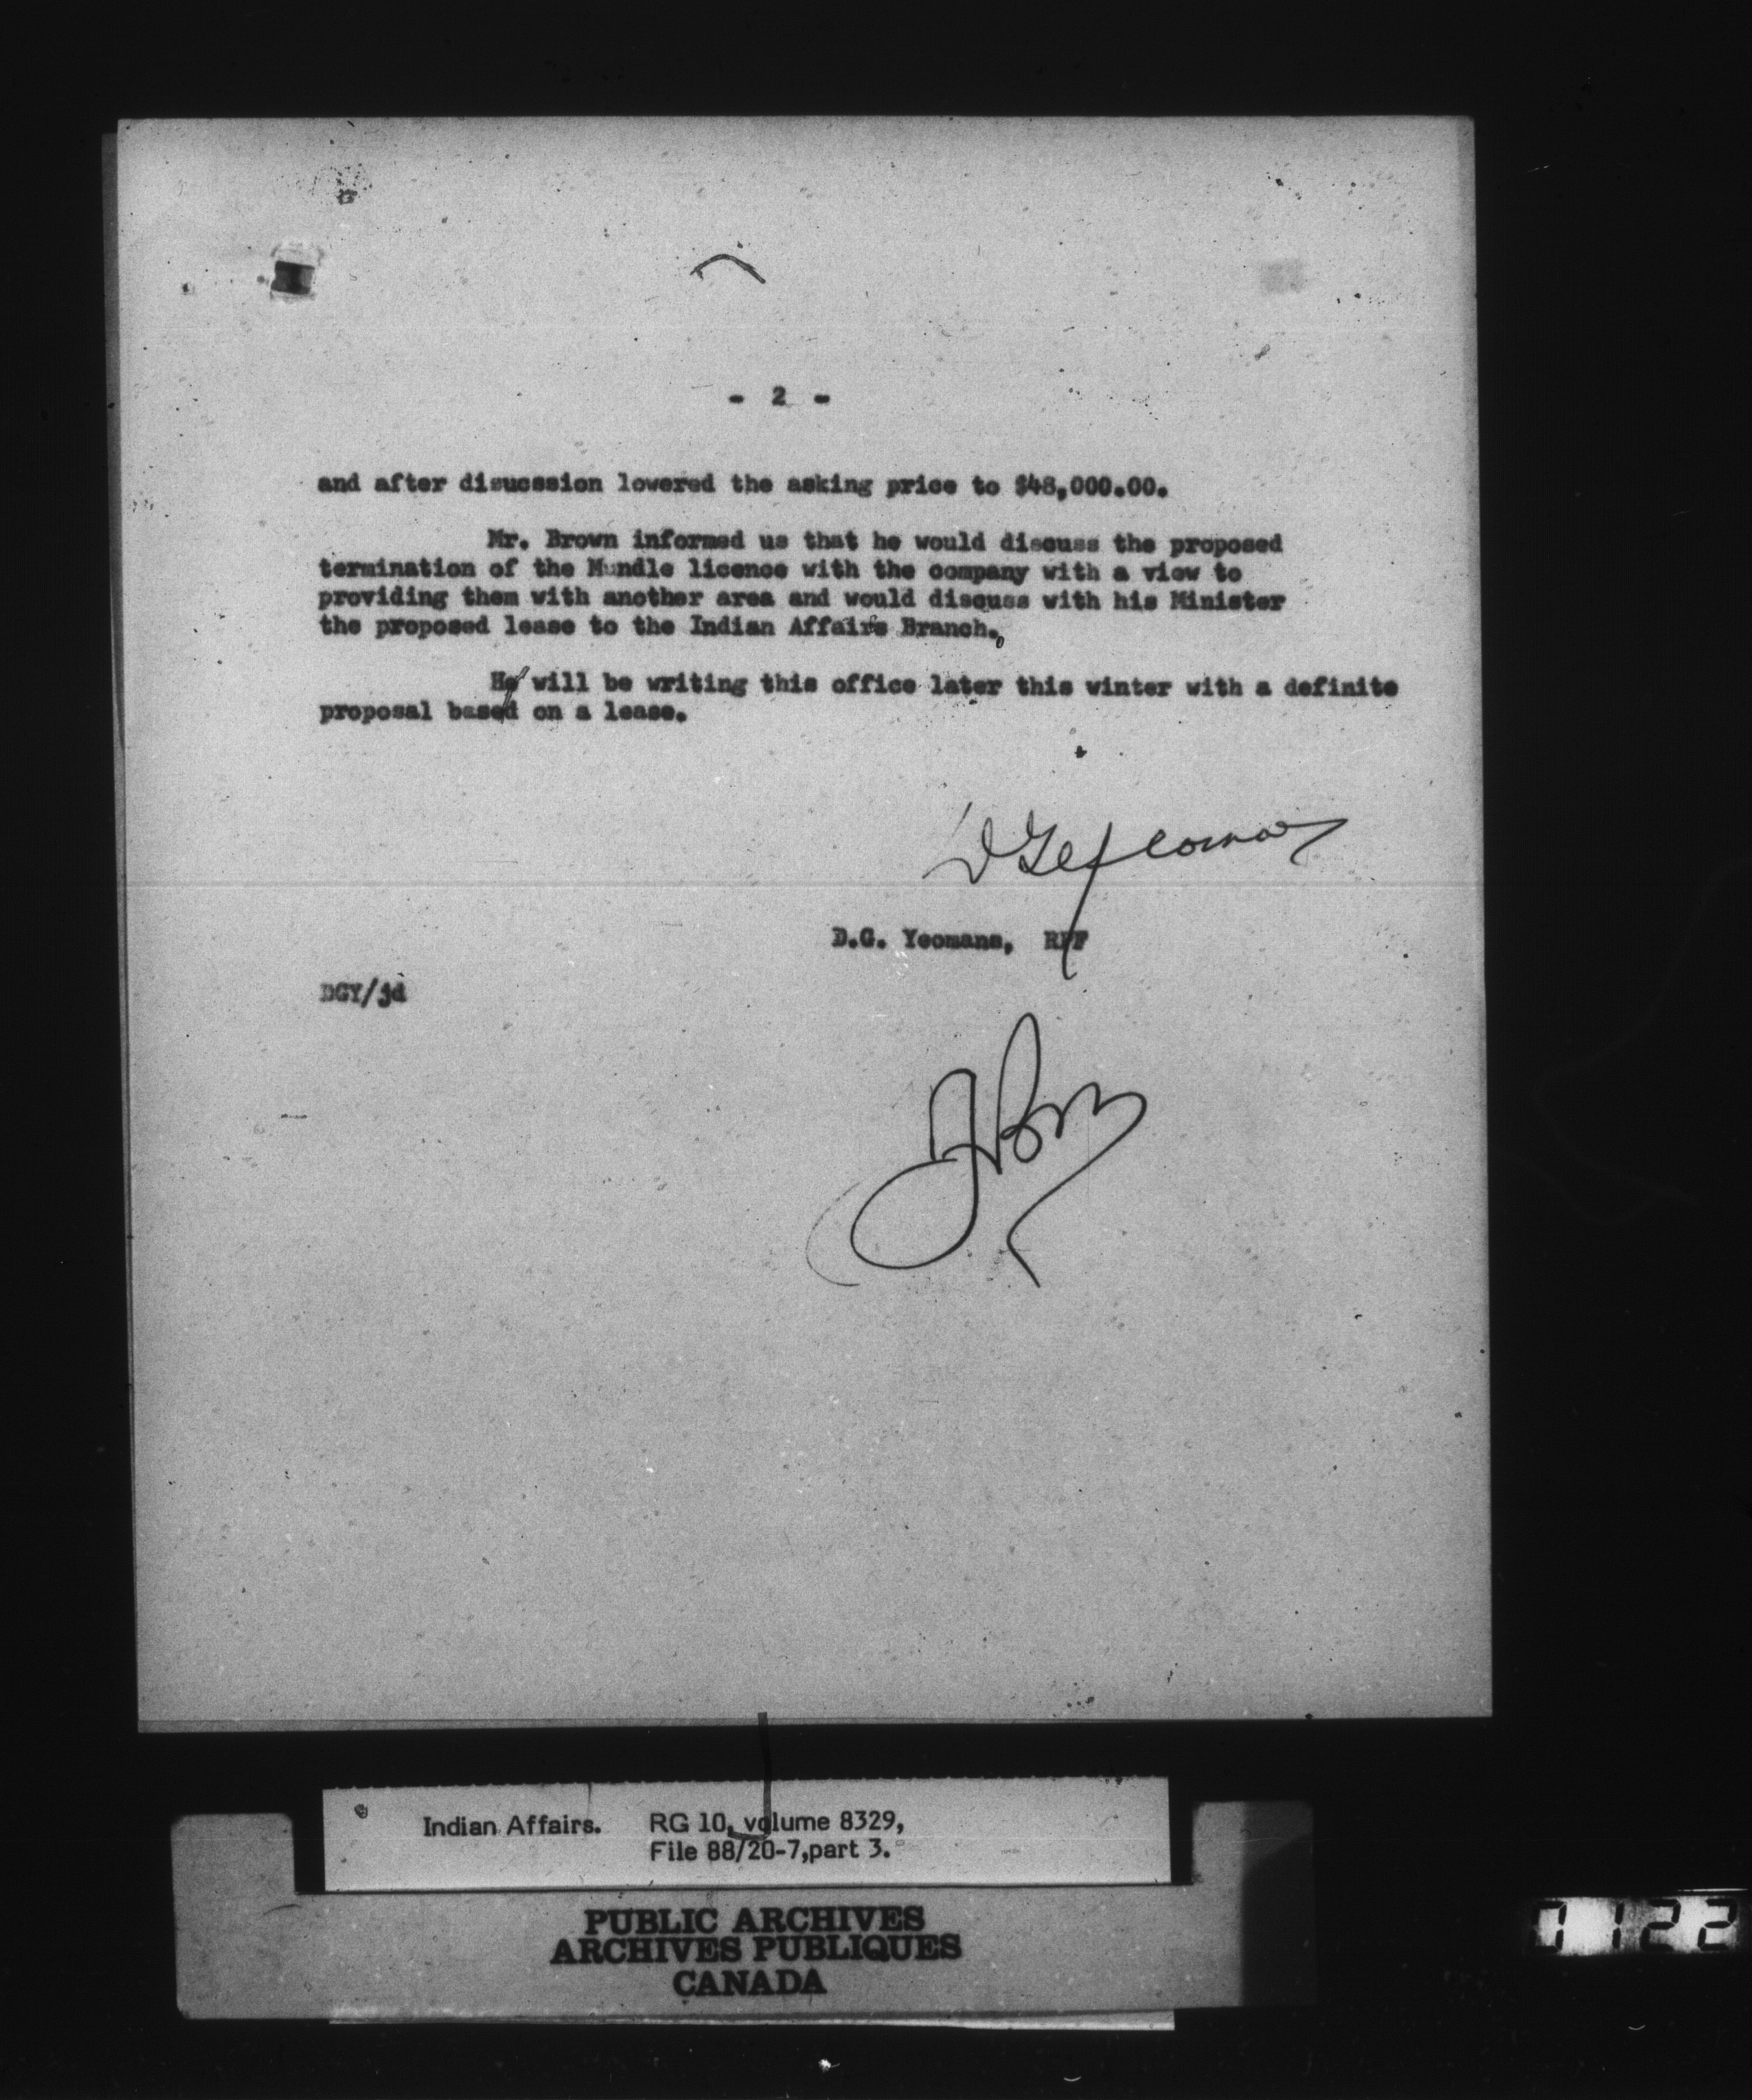 - 2 -
and after disucssion lowered the asking price to $48,000.00.
Mr. Brown informed us that he would discuss the proposed
termination of the Mundle licence with the company with a view to
providing them with another area and would discuss with his Minister
the proposed lease to the Indian Affairs Branch.
He will be writing this office later this winter with a definite
proposal based on a lease.
DGYeomans
D.G. Yeomans, RPF
DGY/jd
Indian Affairs. RG 10, volume 8329,
File 88/20-7,part 3.
PUBLIC ARCHIVES
ARCHIVES PUBLIQUES
CANADA
0122